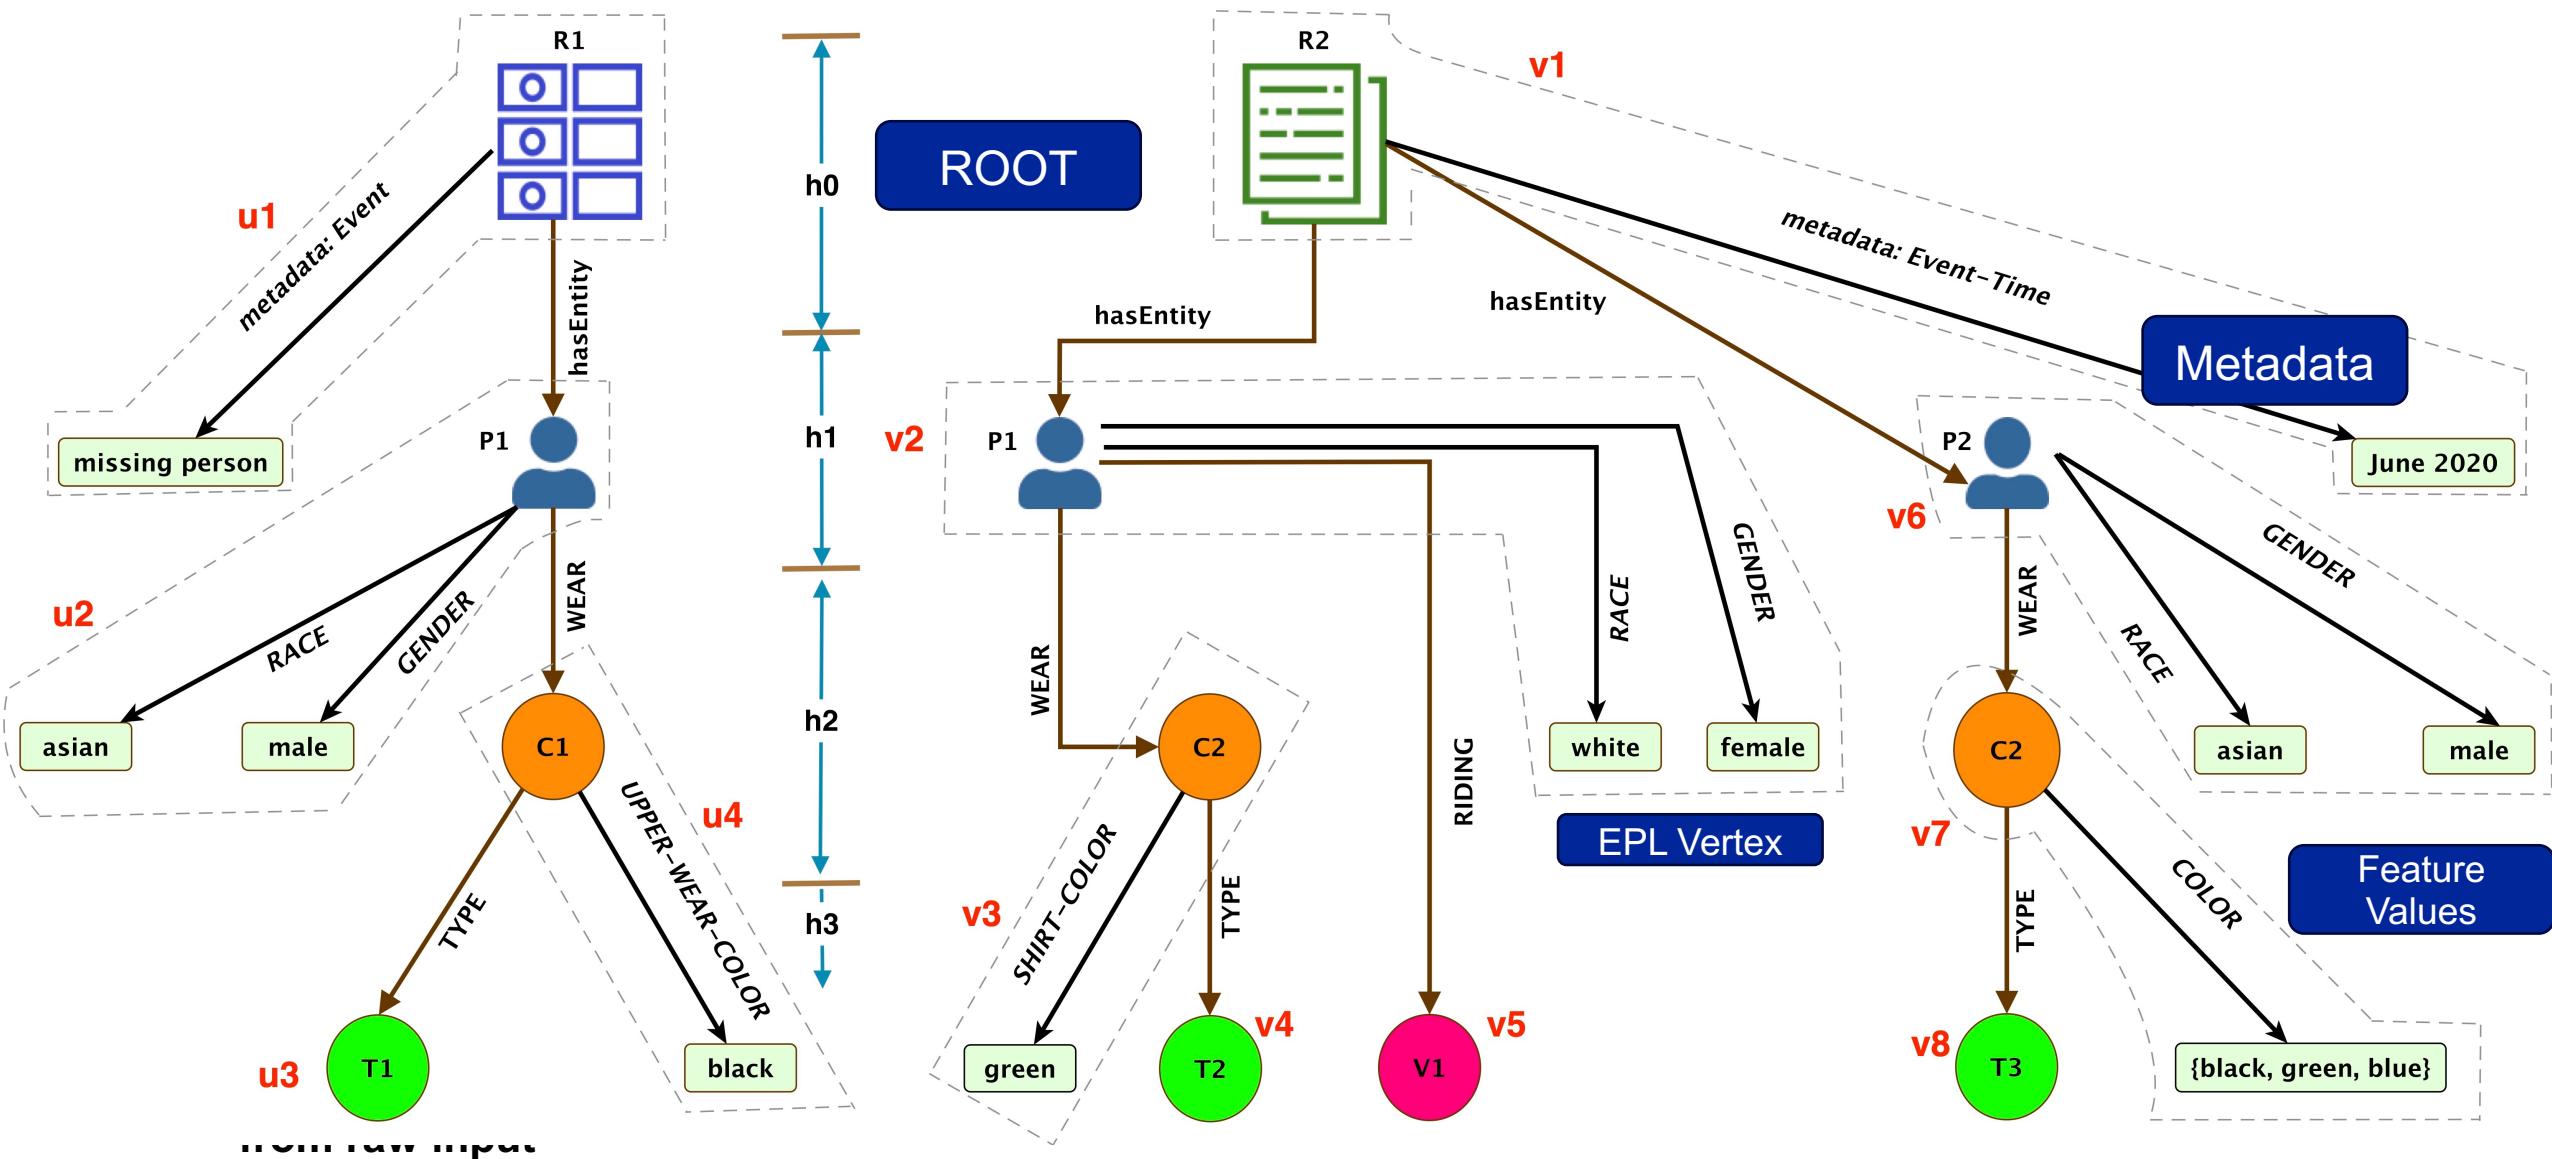 R1
R2
v1
ROOT
h0
u1
metadata: Event
metadata: Event-Time
hasEntity
hasEntity
hasEntity
Metadata
missing person
P1
h1
v2
P1
P2
June 2020
v6
GENDER
GENDER
WEAR
RACE
WEAR
u2
RACE
GENDER
WEAR
RACE
asian
male
C1
h2
C2
RIDING
white
female
C2
asian
male
UPPER-WEAR-COLOR
u4
EPL Vertex
v7
COLOR
Feature
Values
TYPE
h3
v3
SHIRT-COLOR
TYPE
TYPE
u3
T1
black
green
T2
v4
V1
v5
v8
T3
{black, green, blue}
from raw input